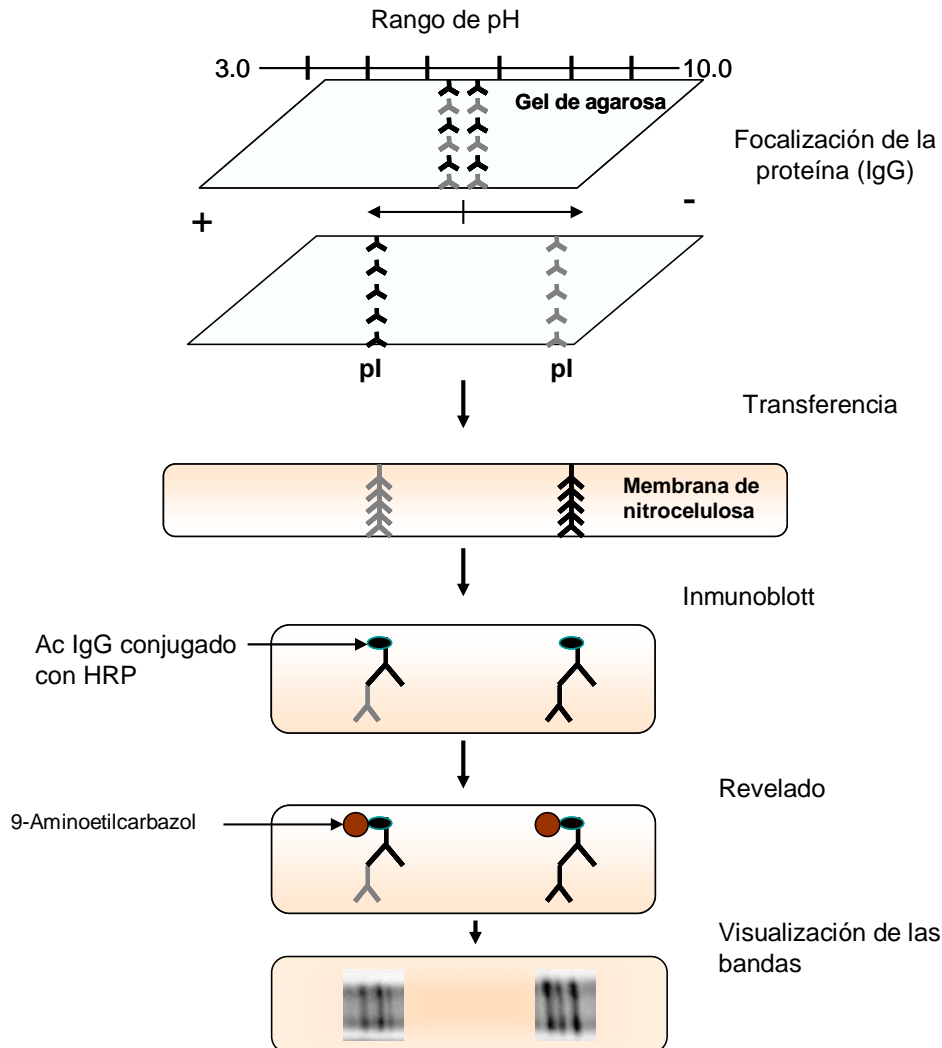 Rango de pH
3.0
10.0
Gel de agarosa
Focalización de la
proteína (IgG)
+
-
pI
pI
Transferencia
Membrana de
nitrocelulosa
Inmunoblott
Ac IgG conjugado
con HRP
Revelado
9-Aminoetilcarbazol
Visualización de las
bandas